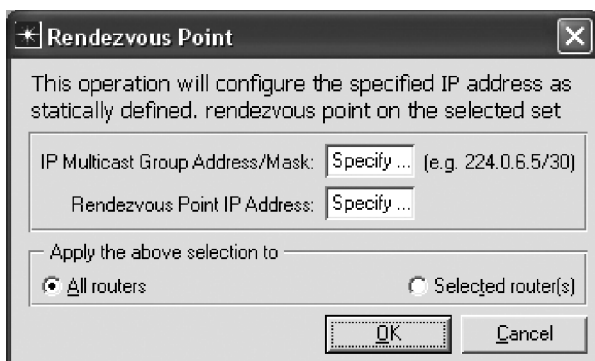 Rendezvous Point
This operation will configure the specified IP address as
statically defined. rendezvous point on the selected set
IP Multicast Group Address/Mask: Specify ... (e.g. 224.0.6.5/30)
Rendezvous Point IP Address: Specify ...
Apply the above selection to
All routers Selected router(s)
OK Cancel